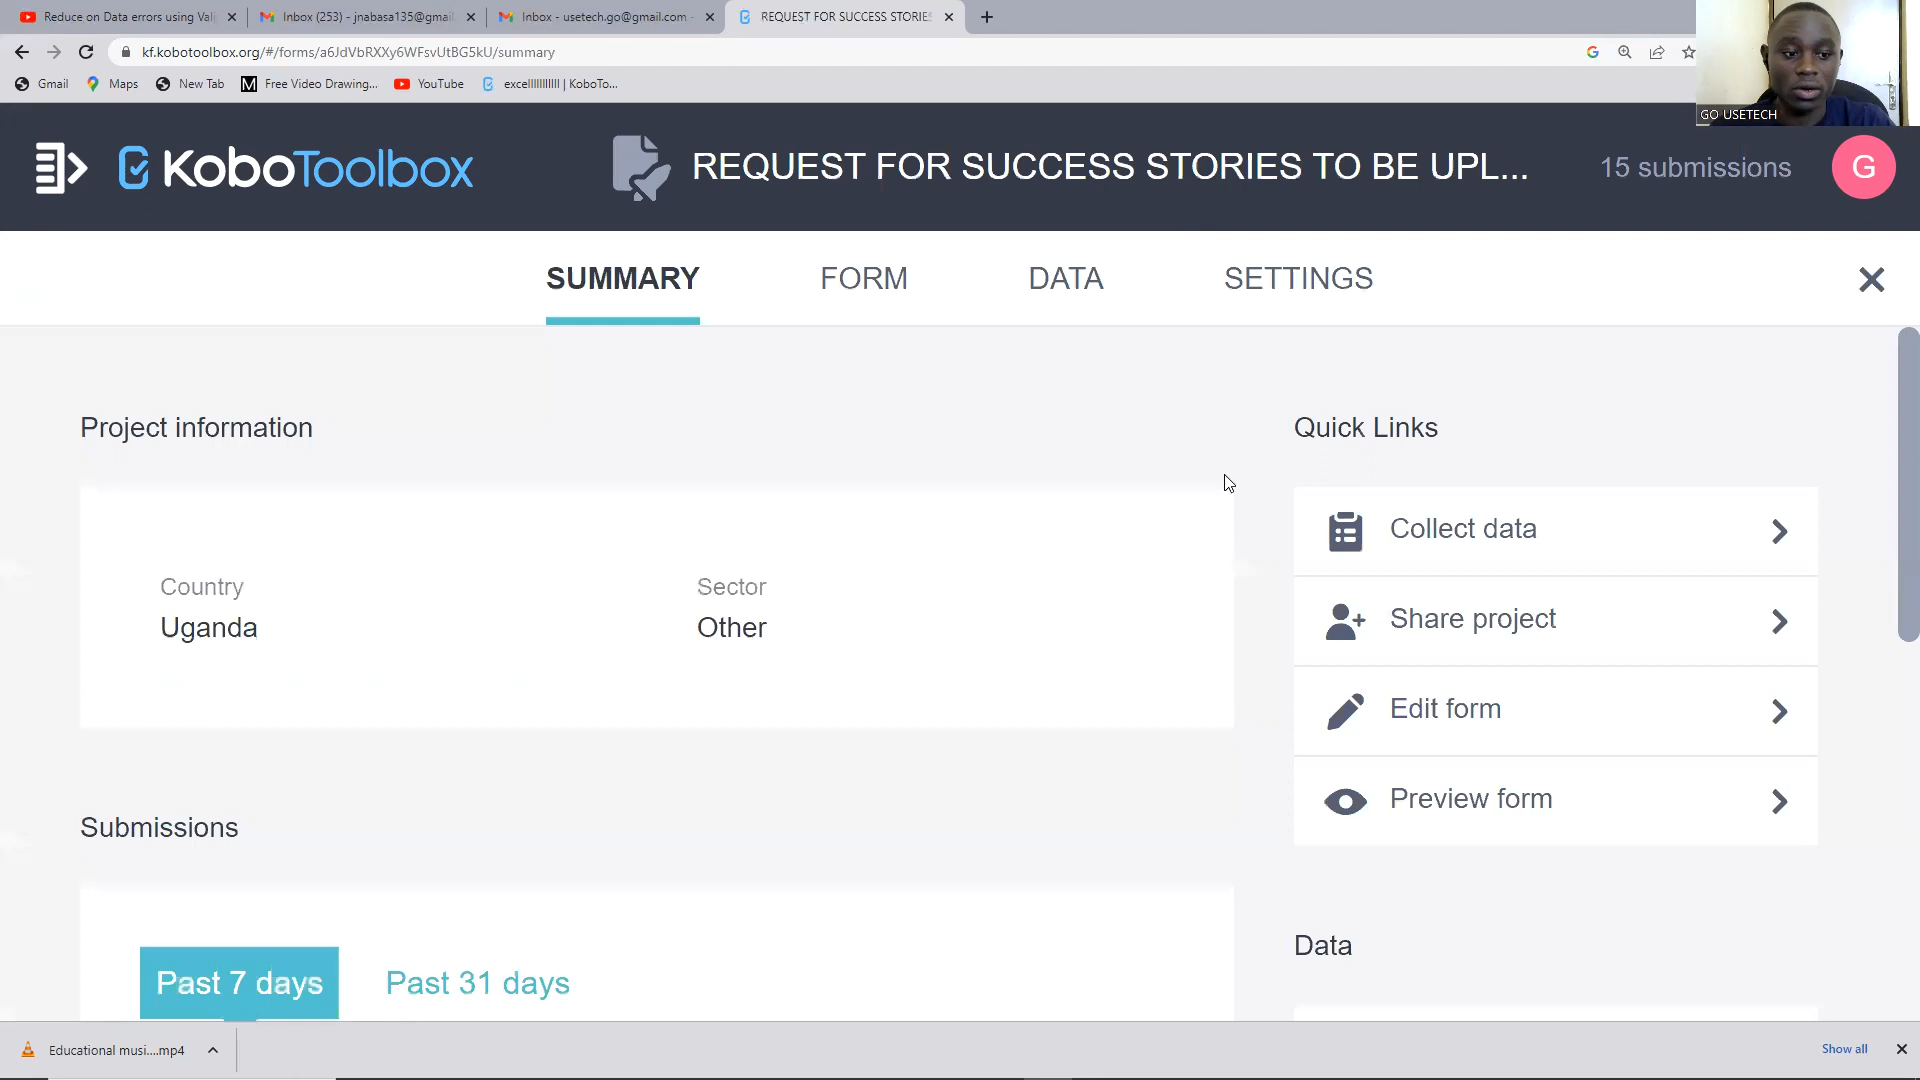 Reduce on Data errors using Vali
Inbox (253) - jnabasa135@gmail.
Inbox - usetech.go@gmail.com -
REQUEST FOR SUCCESS STORIES
kf.kobotoolbox.org/#/forms/a6JdVbRXXy6WFsvUtBG5kU/summary
Gmail
Maps
New Tab
Free Video Drawing...
YouTube
excelllllllllll | KoboTo...
GO USETECH
KoboToolbox
REQUEST FOR SUCCESS STORIES TO BE UPL...
15 submissions
G
SUMMARY
FORM
DATA
SETTINGS
Project information
Quick Links
Country
Uganda
Sector
Other
Collect data
Share project
Edit form
Preview form
Submissions
Data
Past 7 days
Past 31 days
Educational musi....mp4
Show all